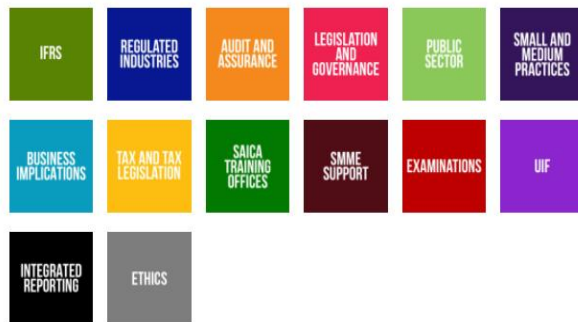 IFRS
REGULATED
INDUSTRIES
AUDIT AND
ASSURANCE
LEGISLATION
AND
GOVERNANCE
PUBLIC
SECTOR
SMALL AND
MEDIUM
PRACTICES
BUSINESS
IMPLICATIONS
TAX AND TAX
LEGISLATION
SAICA
TRAINING
OFFICES
SMME
SUPPORT
EXAMINATIONS
UIF
INTEGRATED
REPORTING
ETHICS